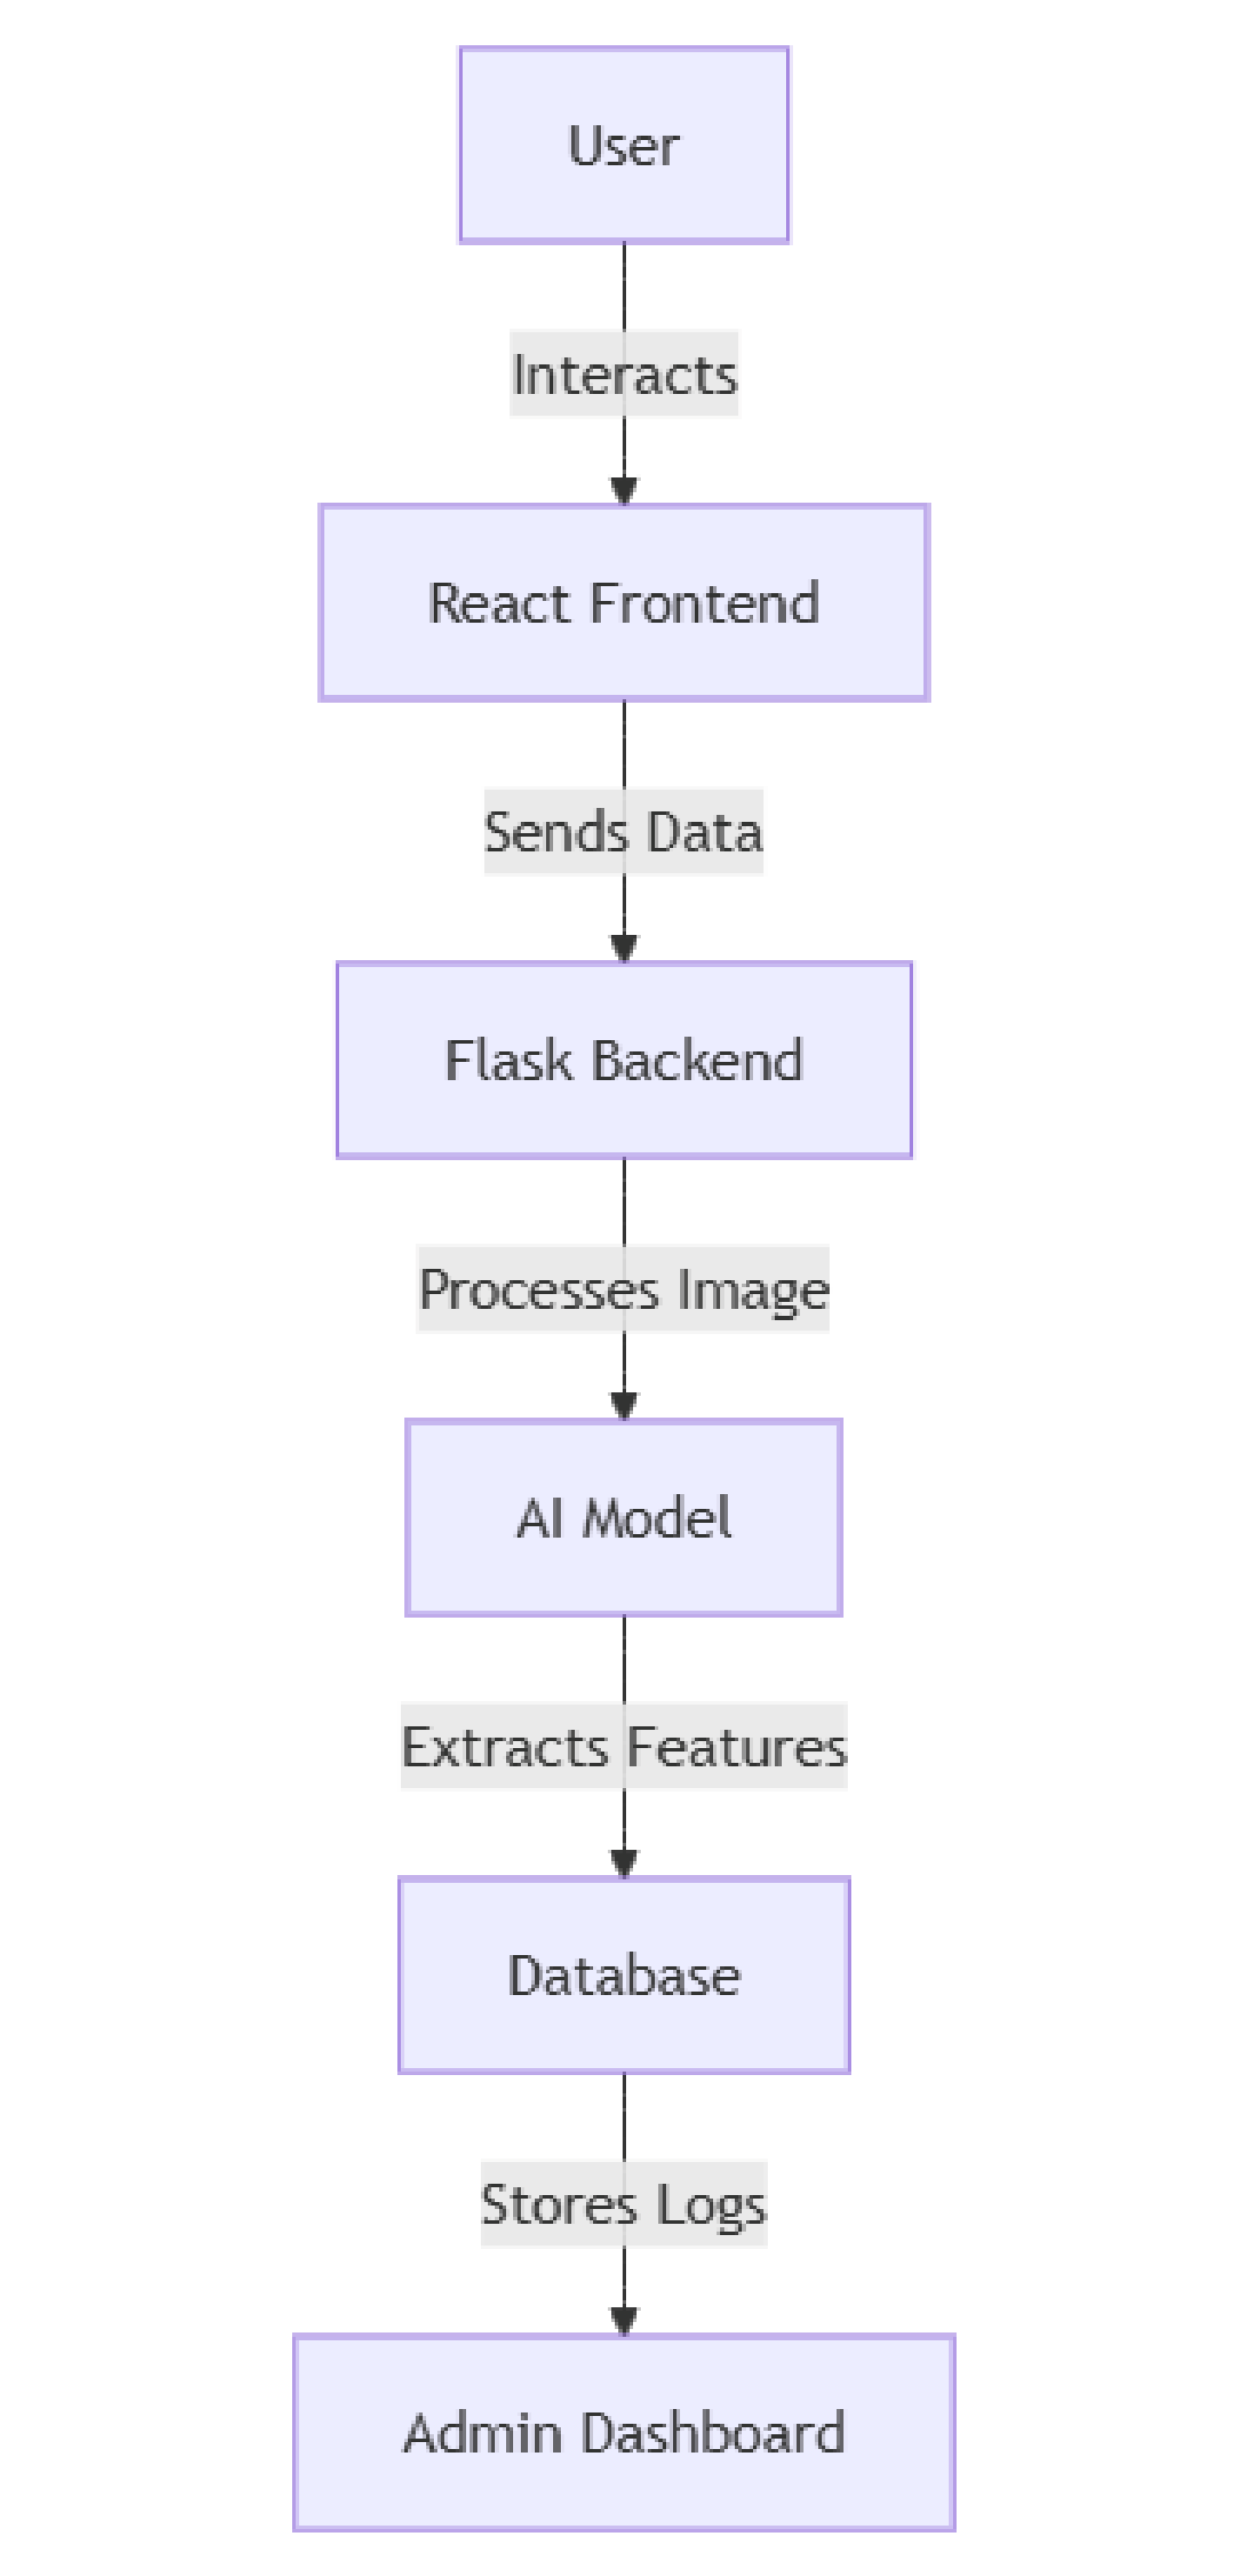 User
Interacts
React Frontend
Sends Data
Flask Backend
Processes Image
AI Model
Extracts Features
Database
Stores Logs
Admin Dashboard